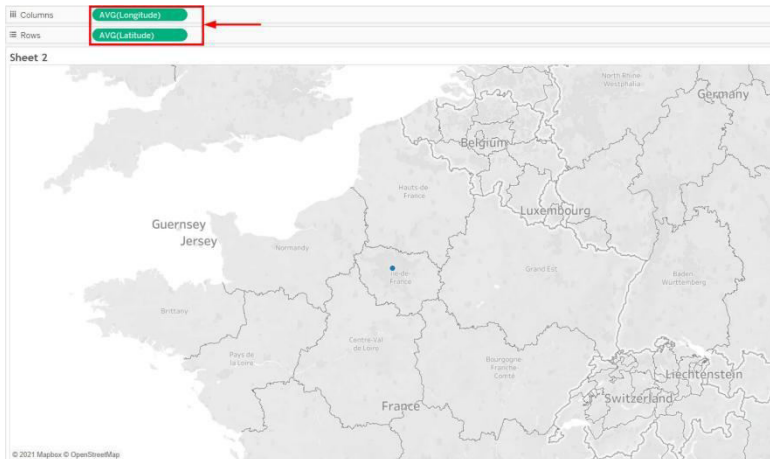 Columns
AVG(Longitude)
Rows
AVG(Latitude)
Sheet 2
North Rhine-
Westphalia
Germany
Belgium
Hauts-de
France
Luxembourg
Guernsey
Jersey
Normandy
Île-de
France
Grand Est
Baden
Württemberg
Brittany
Centre-Val
de Loire
Pays de
la Loire
Bourgogne
Franche
Comté
Liechtenstein
Switzerland
France
© 2021 Mapbox © OpenStreetMap